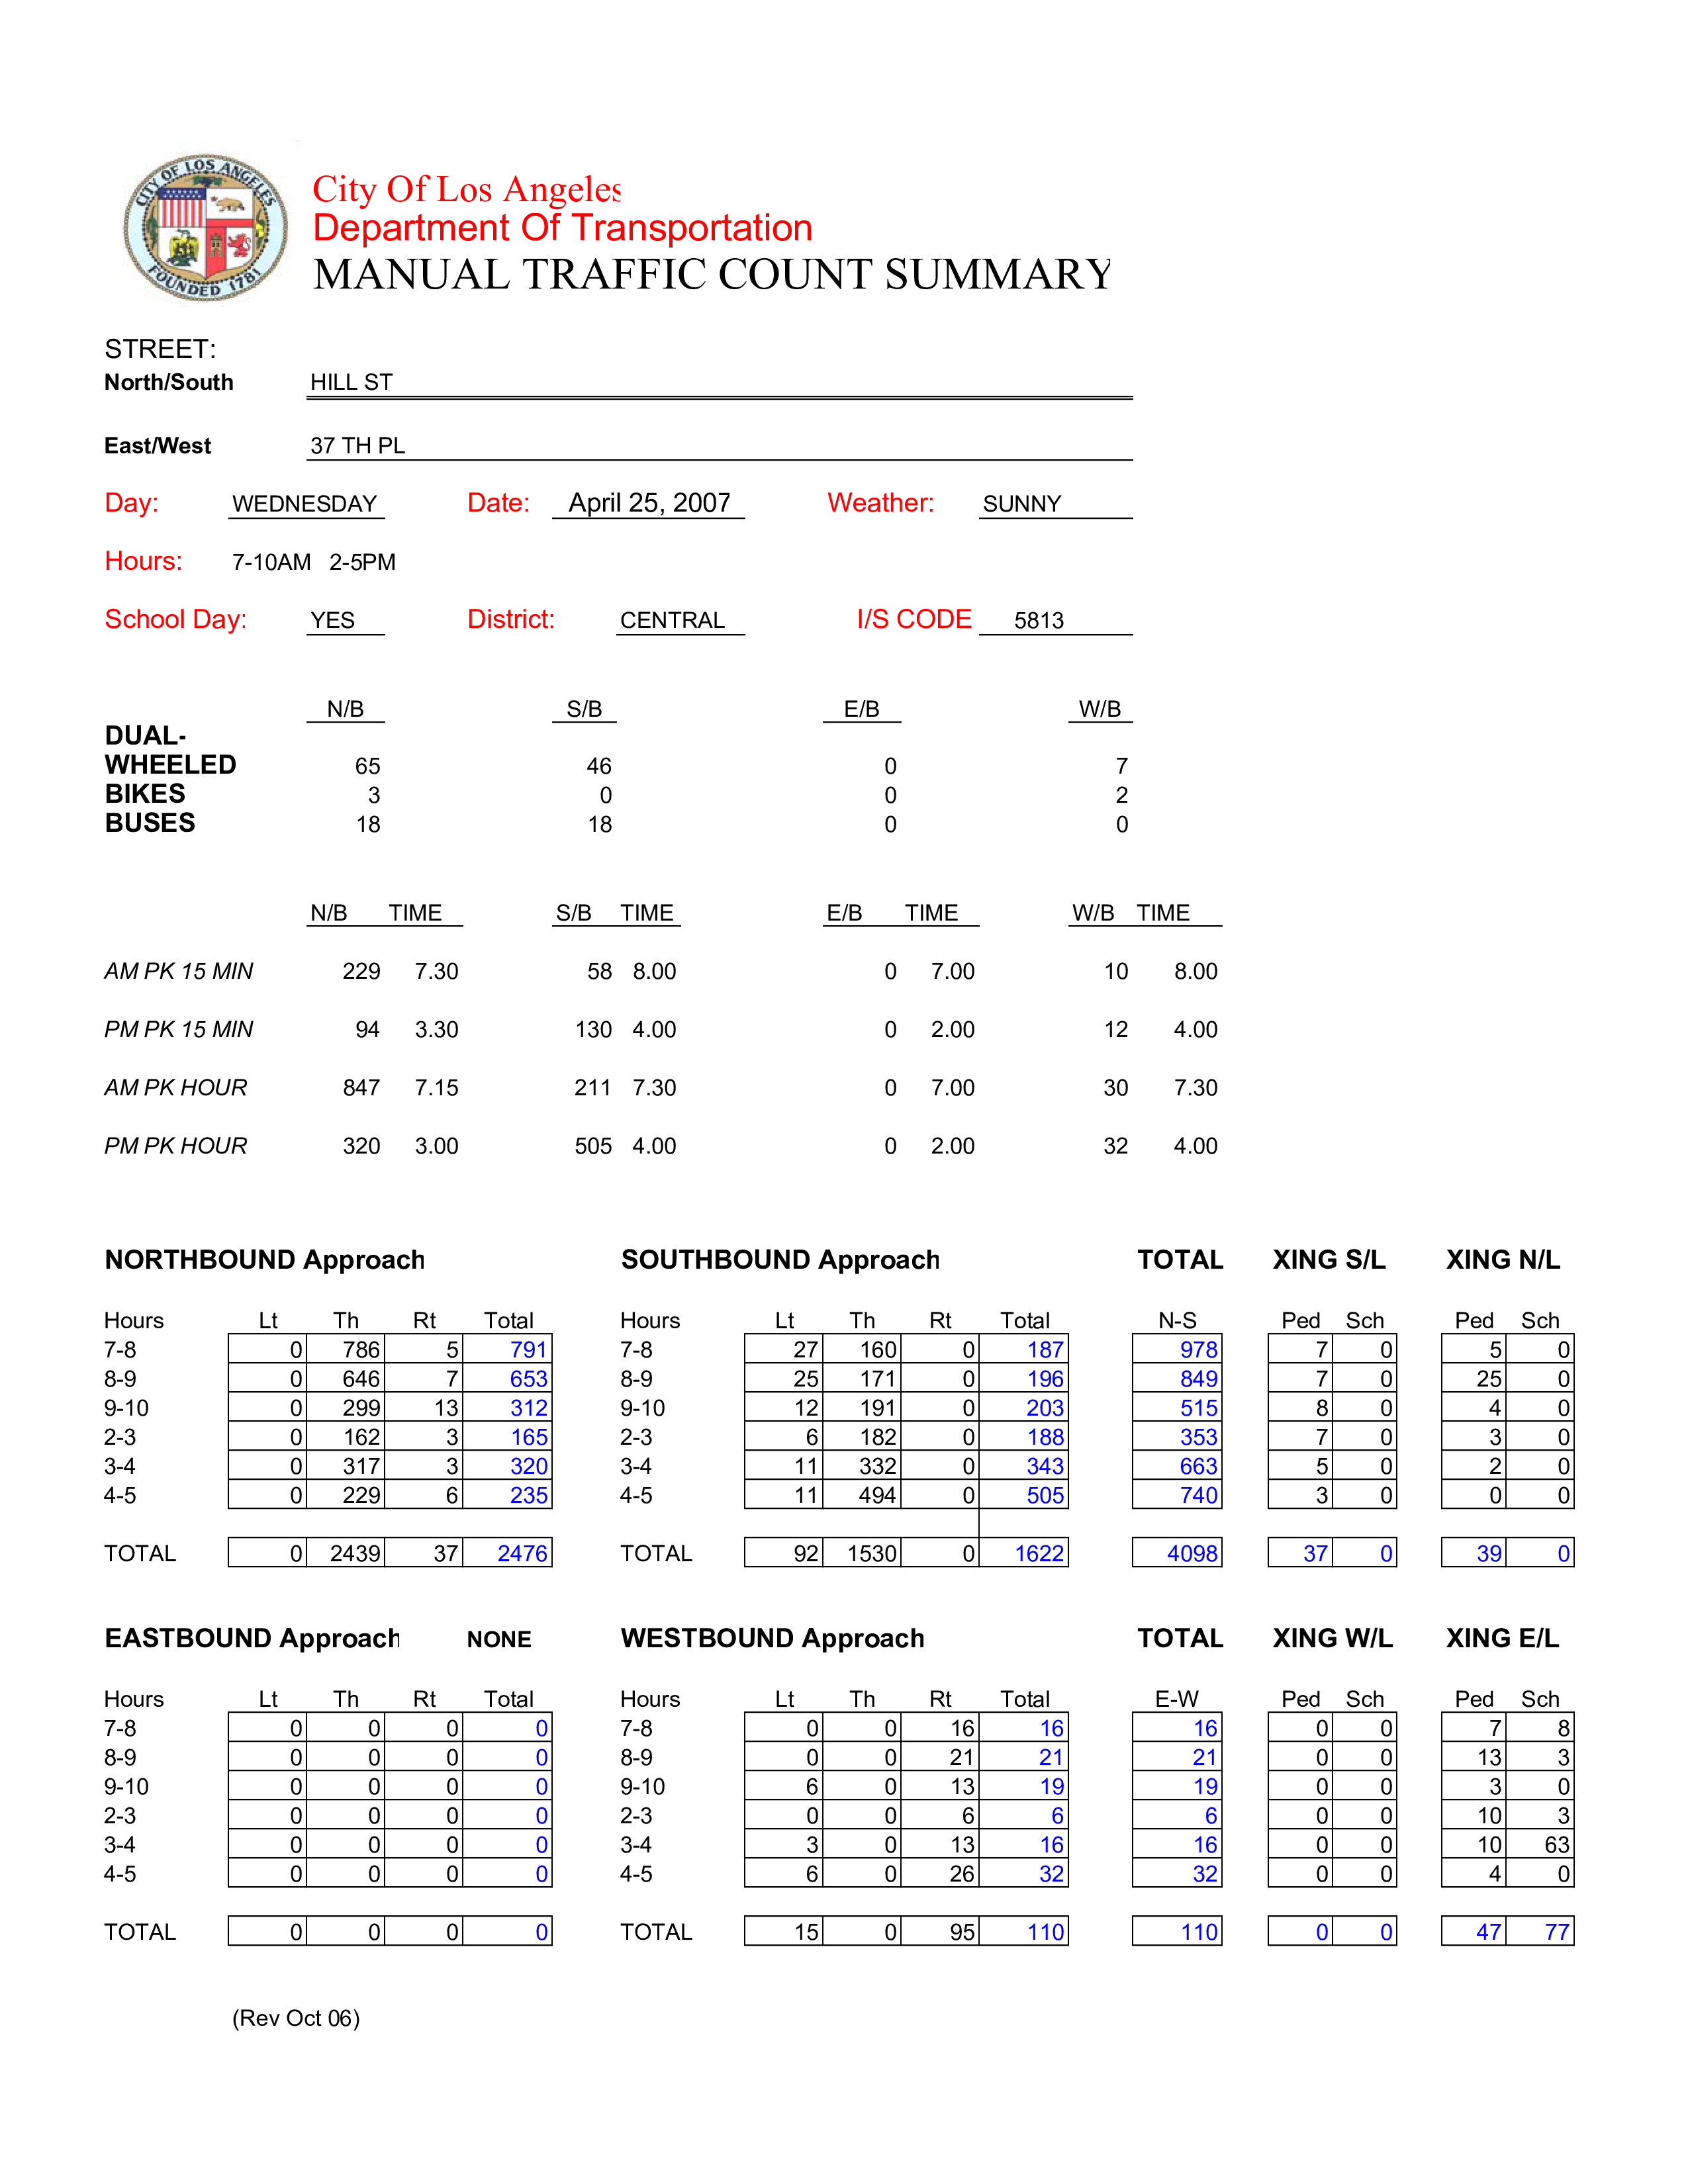 CITY OF LOS ANGELES
FOUNDED 1781
City Of Los Angeles
Department Of Transportation
MANUAL TRAFFIC COUNT SUMMARY
STREET:
North/South HILL ST
East/West 37 TH PL
Day: WEDNESDAY Date: April 25, 2007 Weather: SUNNY
Hours: 7-10AM 2-5PM
School Day: YES District: CENTRAL I/S CODE 5813
N/B S/B E/B W/B
DUAL-
WHEELED 65 46 0 7
BIKES 3 0 0 2
BUSES 18 18 0 0
N/B TIME S/B TIME E/B TIME W/B TIME
AM PK 15 MIN 229 7.30 58 8.00 0 7.00 10 8.00
PM PK 15 MIN 94 3.30 130 4.00 0 2.00 12 4.00
AM PK HOUR 847 7.15 211 7.30 0 7.00 30 7.30
PM PK HOUR 320 3.00 505 4.00 0 2.00 32 4.00
NORTHBOUND Approach SOUTHBOUND Approach TOTAL XING S/L XING N/L
Hours Lt Th Rt Total Hours Lt Th Rt Total N-S Ped Sch Ped Sch
7-8 0 786 5 791 7-8 27 160 0 187 978 7 0 5 0
8-9 0 646 7 653 8-9 25 171 0 196 849 7 0 25 0
9-10 0 299 13 312 9-10 12 191 0 203 515 8 0 4 0
2-3 0 162 3 165 2-3 6 182 0 188 353 7 0 3 0
3-4 0 317 3 320 3-4 11 332 0 343 663 5 0 2 0
4-5 0 229 6 235 4-5 11 494 0 505 740 3 0 0 0
TOTAL 0 2439 37 2476 TOTAL 92 1530 0 1622 4098 37 0 39 0
EASTBOUND Approach NONE WESTBOUND Approach TOTAL XING W/L XING E/L
Hours Lt Th Rt Total Hours Lt Th Rt Total E-W Ped Sch Ped Sch
7-8 0 0 0 0 7-8 0 0 16 16 16 0 0 7 8
8-9 0 0 0 0 8-9 0 0 21 21 21 0 0 13 3
9-10 0 0 0 0 9-10 6 0 13 19 19 0 0 3 0
2-3 0 0 0 0 2-3 0 0 6 6 6 0 0 10 3
3-4 0 0 0 0 3-4 3 0 13 16 16 0 0 10 63
4-5 0 0 0 0 4-5 6 0 26 32 32 0 0 4 0
TOTAL 0 0 0 0 TOTAL 15 0 95 110 110 0 0 47 77
(Rev Oct 06)